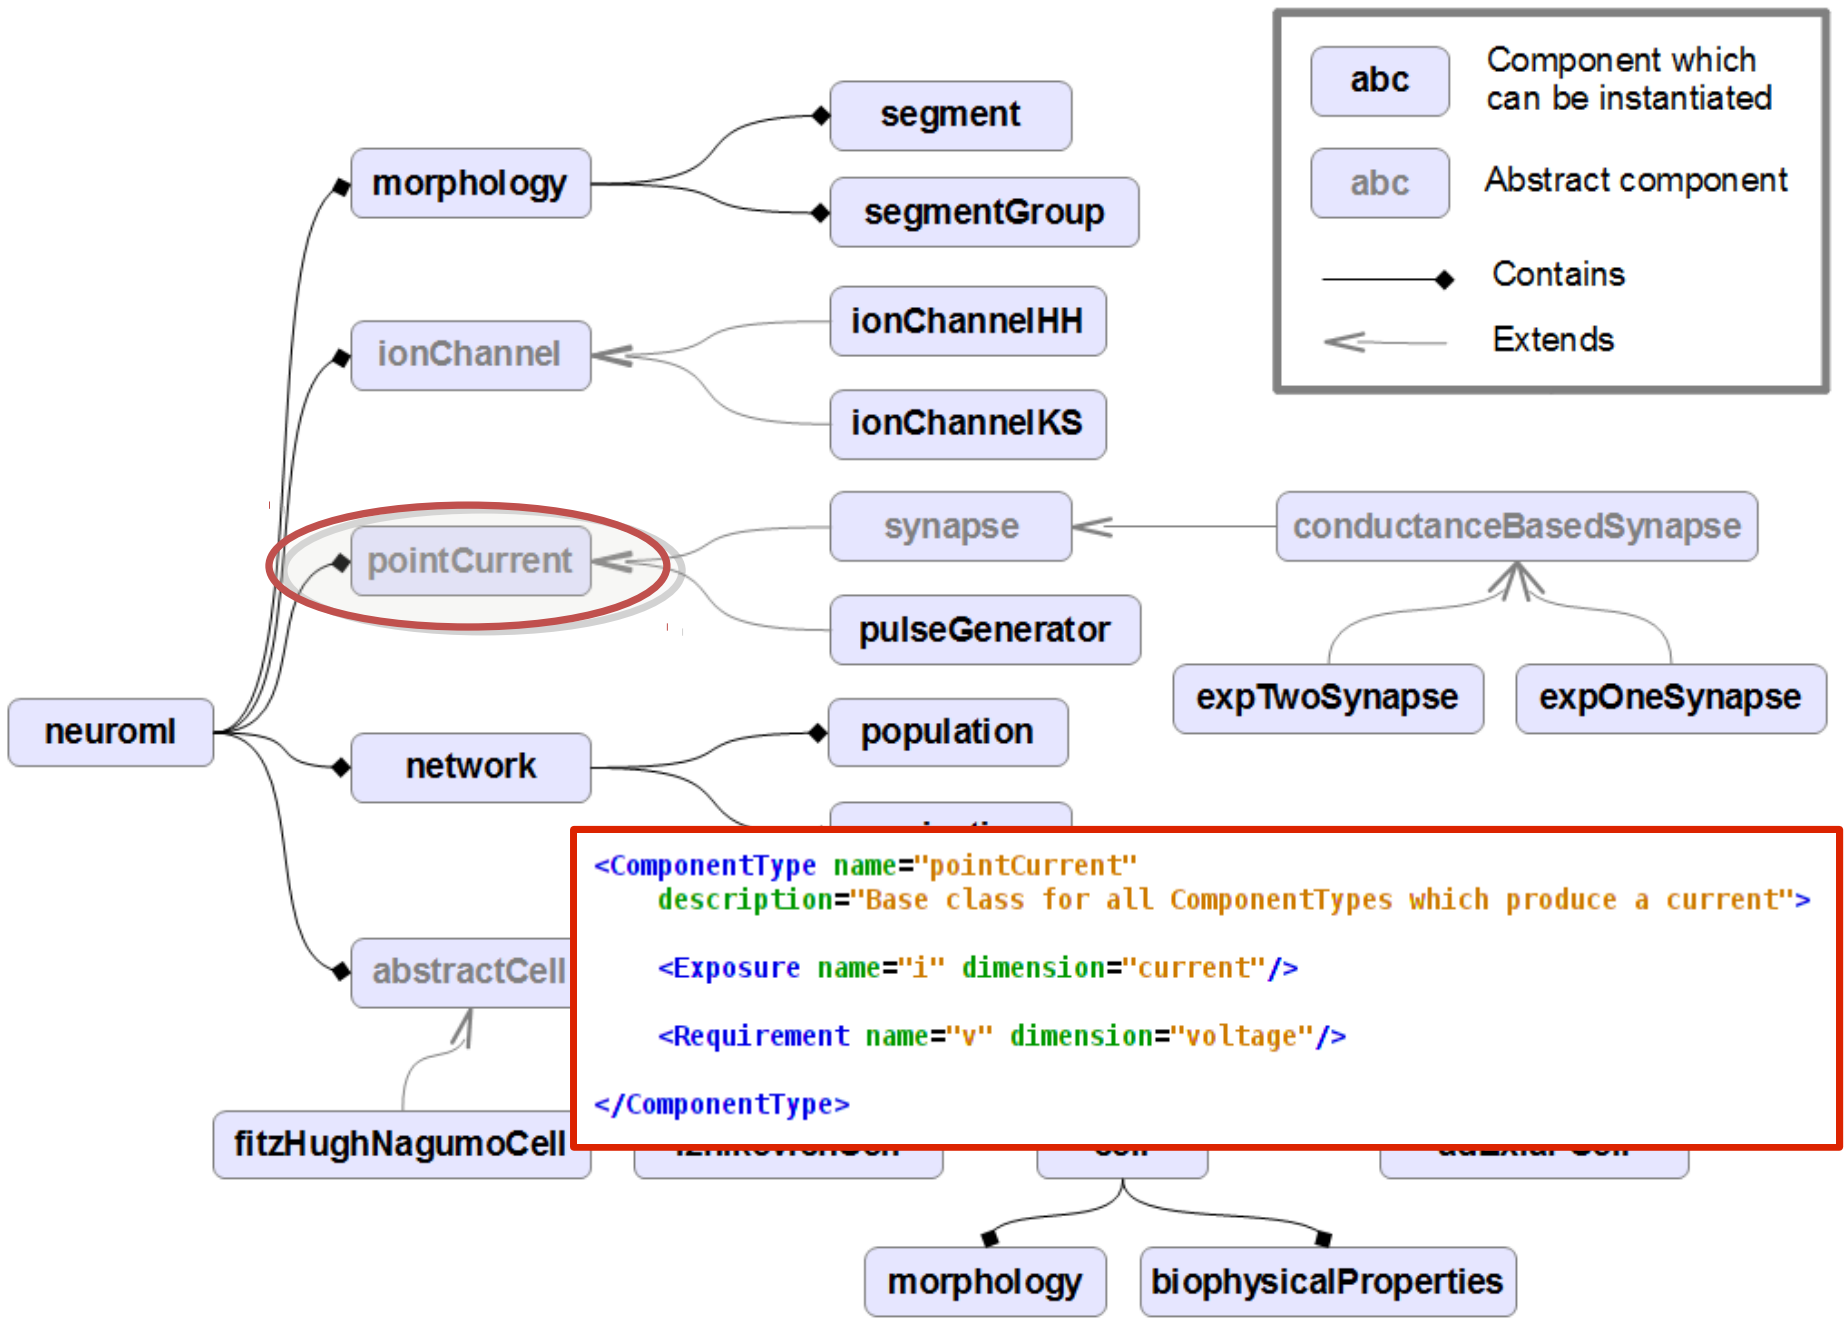 abc
Component which
can be instantiated
abc
Abstract component
Contains
Extends
segment
morphology
segmentGroup
ionChannelHH
ionChannel
ionChannelKS
synapse
conductanceBasedSynapse
pointCurrent
pulseGenerator
expTwoSynapse
expOneSynapse
neuroml
population
network
<ComponentType name="pointCurrent"
description="Base class for all ComponentTypes which produce a current">
<Exposure name="i" dimension="current"/>
<Requirement name="v" dimension="voltage"/>
</ComponentType>
abstractCell
fitzHughNagumoCell
morphology
biophysicalProperties